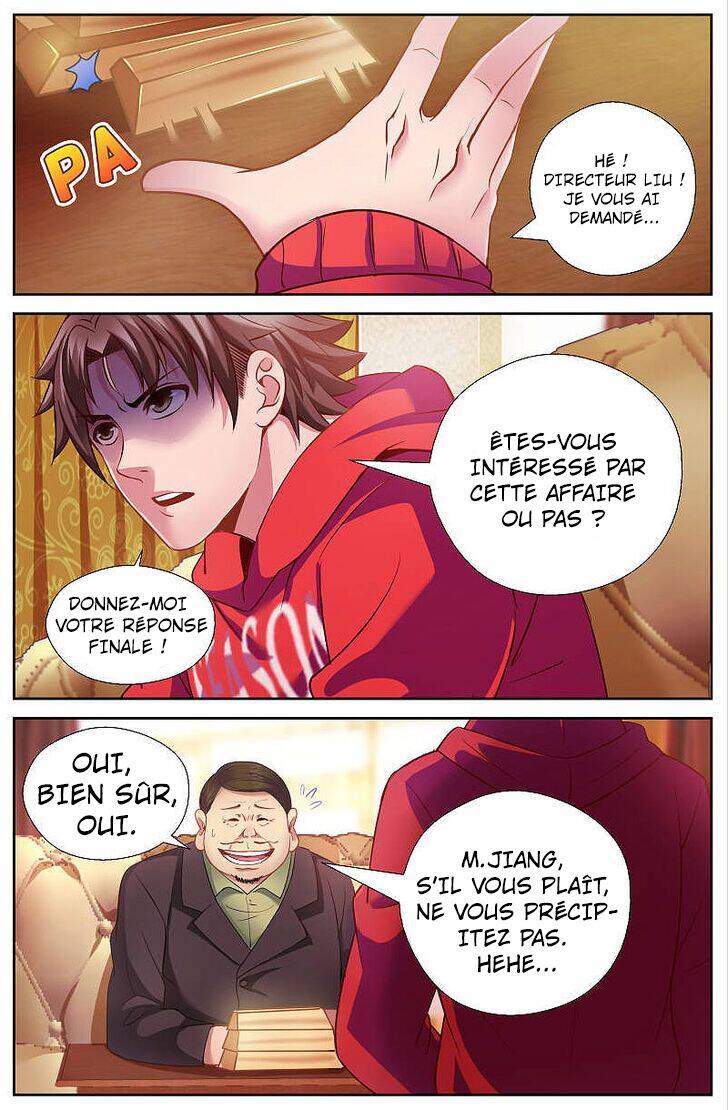 PA
HÉ !
DIRECTEUR LIU !
JE VOUS AI
DEMANDÉ...
ÊTES-VOUS
INTÉRESSÉ PAR
CETTE AFFAIRE
OU PAS ?
DONNEZ-MOI
VOTRE RÉPONSE
FINALE !
EASON
OUI,
BIEN SÛR,
OUI.
M.JIANG,
S'IL VOUS PLAÎT,
NE VOUS PRÉCIP-
ITEZ PAS.
HEHE...